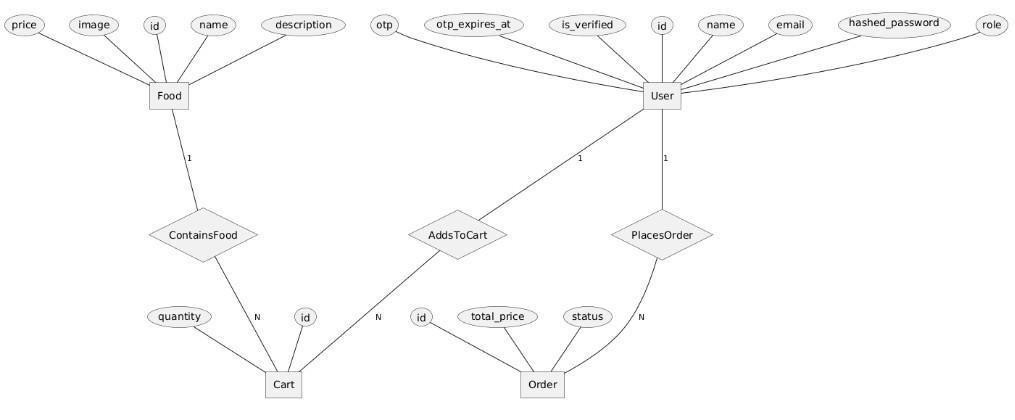 price
image
id
name
description
otp
otp_expires_at
is_verified
id
name
email
hashed_password
role
Food
User
1
1
1
ContainsFood
AddsToCart
PlacesOrder
quantity
N
id
N
id
total_price
status
N
Cart
Order